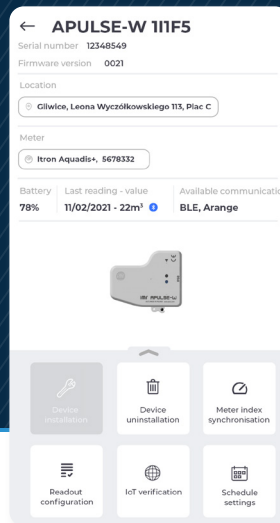 ← APULSE-W 1I1F5
Serial number 12348549
Firmware version 0021
Location
Gliwice, Leona Wyczółkowskiego 113, Plac C
Meter
Itron Aquadis+, 5678332
Battery Last reading - value Available communicatio
78% 11/02/2021 - 22m³ BLE, Arange
APULSE-W
Device installation
Device uninstallation
Meter index synchronisation
Readout configuration
IoT verification
Schedule settings